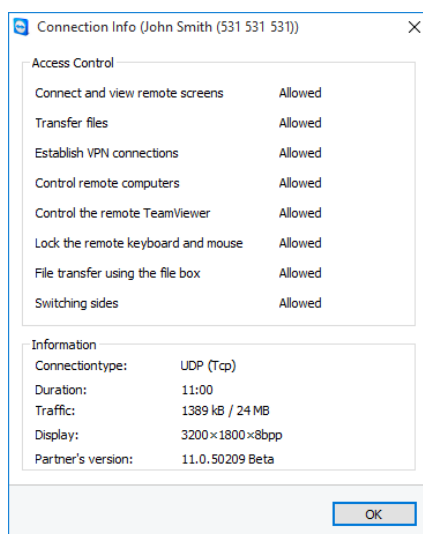 Connection Info (John Smith (531 531 531))
Access Control
Connect and view remote screens Allowed
Transfer files Allowed
Establish VPN connections Allowed
Control remote computers Allowed
Control the remote TeamViewer Allowed
Lock the remote keyboard and mouse Allowed
File transfer using the file box Allowed
Switching sides Allowed
Information
Connectiontype: UDP (Tcp)
Duration: 11:00
Traffic: 1389 kB / 24 MB
Display: 3200×1800×8bpp
Partner's version: 11.0.50209 Beta
OK